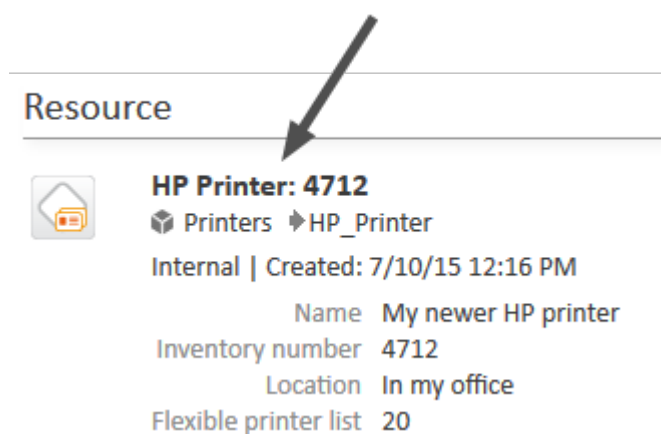 Resource
HP Printer: 4712
Printers HP_Printer
Internal | Created: 7/10/15 12:16 PM
Name My newer HP printer
Inventory number 4712
Location In my office
Flexible printer list 20